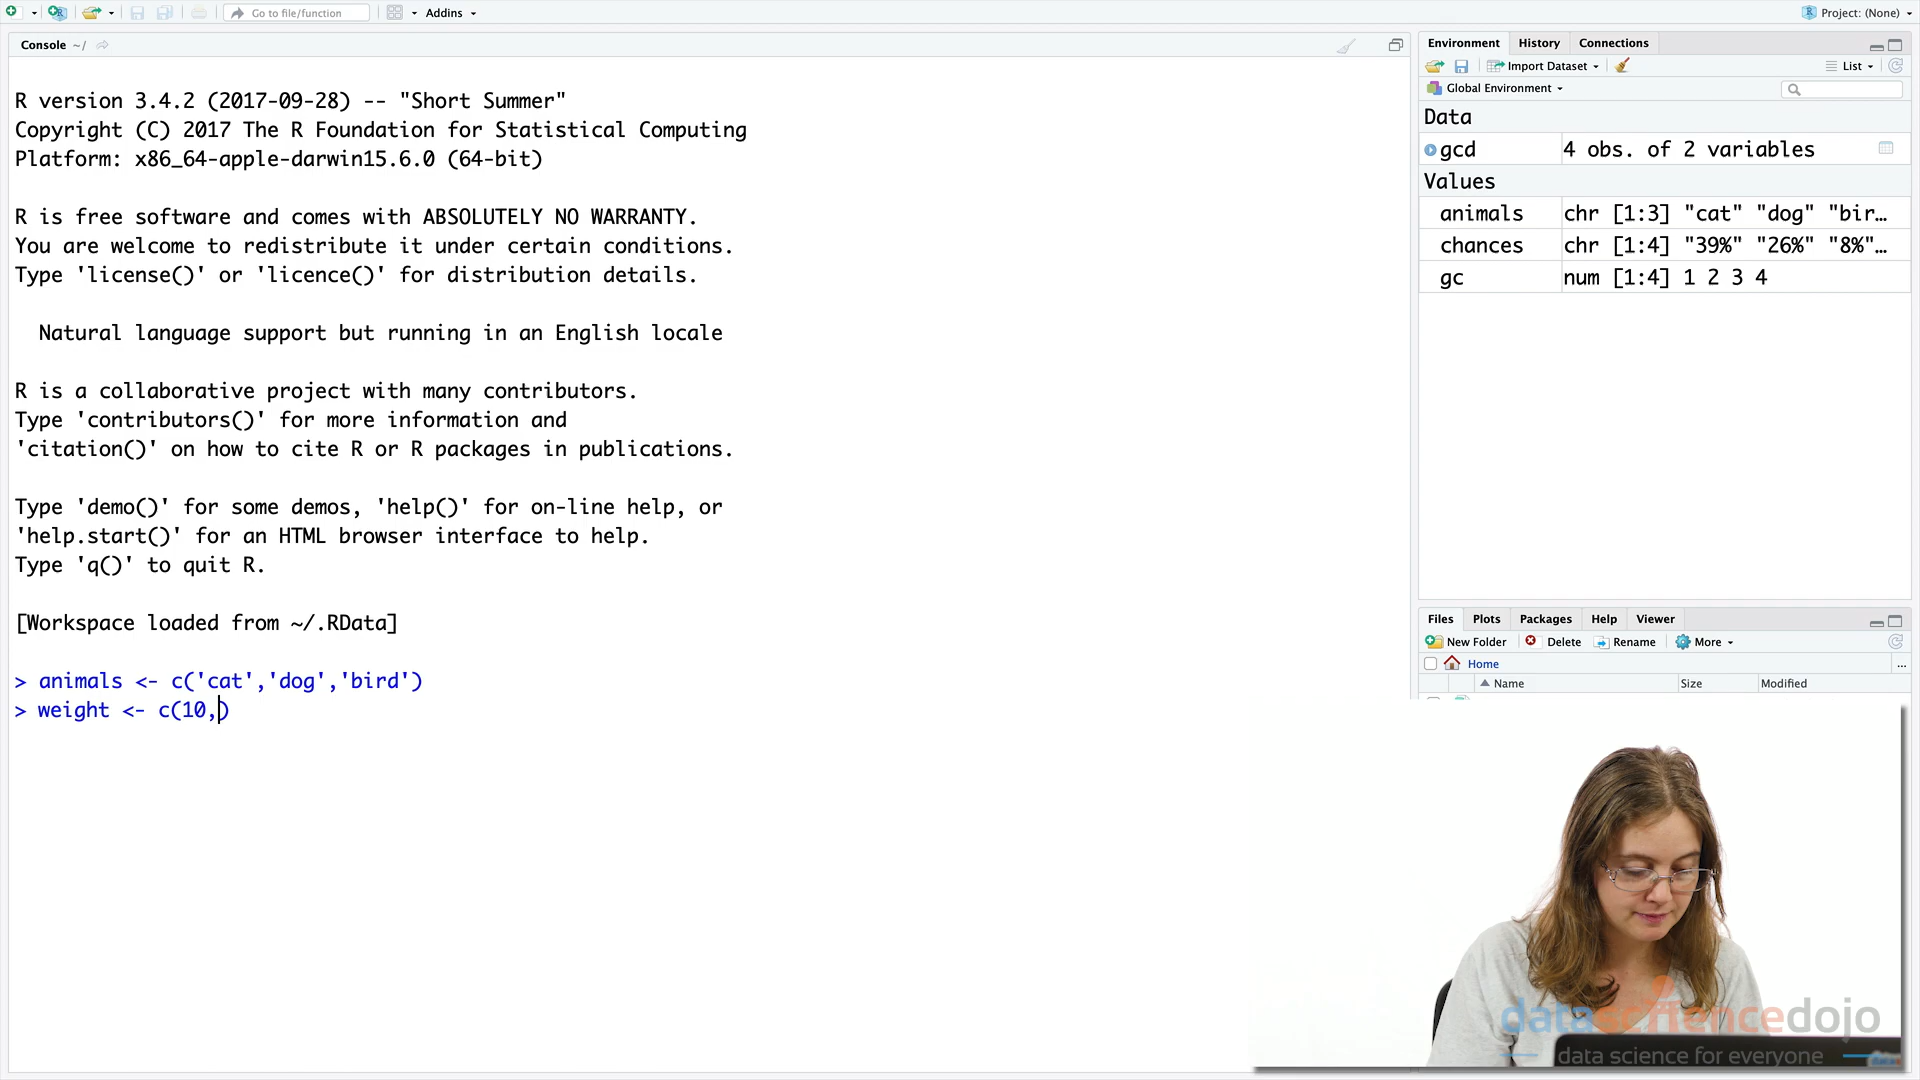 Go to file/function
Addins
Project: (None)
Console ~/
R version 3.4.2 (2017-09-28) -- "Short Summer"
Copyright (C) 2017 The R Foundation for Statistical Computing
Platform: x86_64-apple-darwin15.6.0 (64-bit)
R is free software and comes with ABSOLUTELY NO WARRANTY.
You are welcome to redistribute it under certain conditions.
Type 'license()' or 'licence()' for distribution details.
Natural language support but running in an English locale
R is a collaborative project with many contributors.
Type 'contributors()' for more information and
'citation()' on how to cite R or R packages in publications.
Type 'demo()' for some demos, 'help()' for on-line help, or
'help.start()' for an HTML browser interface to help.
Type 'q()' to quit R.
[Workspace loaded from ~/.RData]
> animals <- c('cat','dog','bird')
> weight <- c(10,)
Environment History Connections
Import Dataset List
Global Environment
Data
gcd 4 obs. of 2 variables
Values
animals chr [1:3] "cat" "dog" "bir…
chances chr [1:4] "39%" "26%" "8%"…
gc num [1:4] 1 2 3 4
Files Plots Packages Help Viewer
New Folder Delete Rename More
Home ...
Name Size Modified
datasciencedojo
data science for everyone